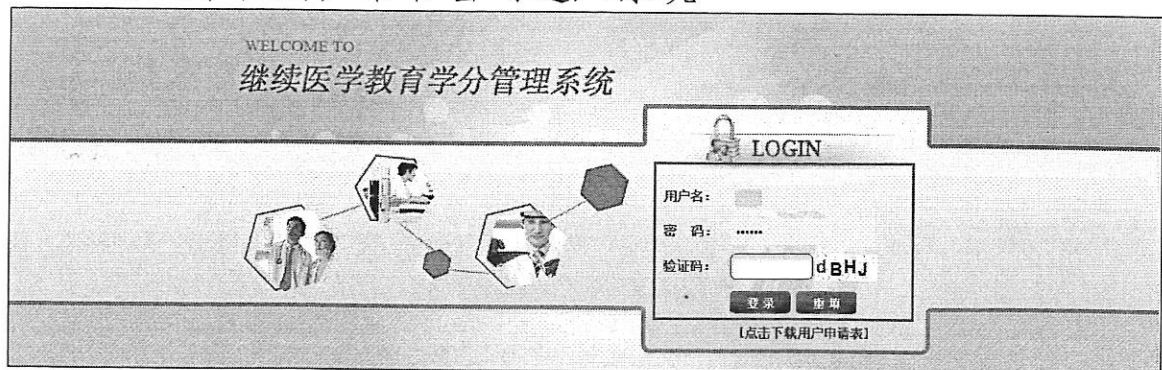 WELCOME TO
继续医学教育学分管理系统
LOGIN
用户名：
密 码： ······
验证码： dBHJ
登录 重填
【点击下载用户申请表】